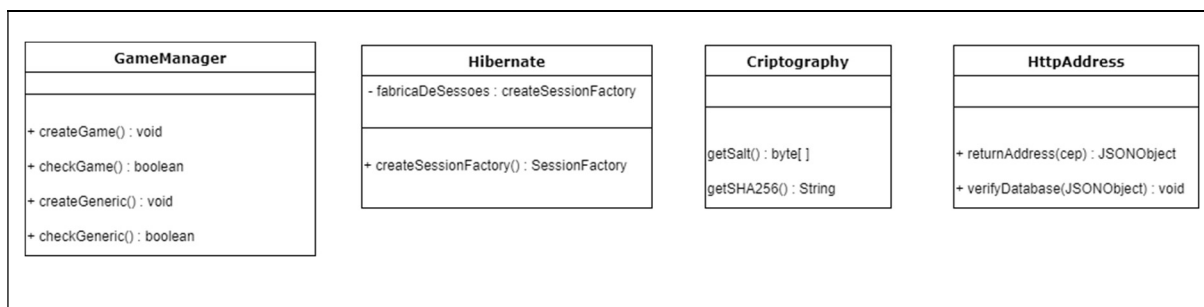 GameManager
+ createGame() : void
+ checkGame() : boolean
+ createGeneric() : void
+ checkGeneric() : boolean
Hibernate
- fabricaDeSessoes : createSessionFactory
+ createSessionFactory() : SessionFactory
Criptography
getSalt() : byte[ ]
getSHA256() : String
HttpAddress
+ returnAddress(cep) : JSONObject
+ verifyDatabase(JSONObject) : void